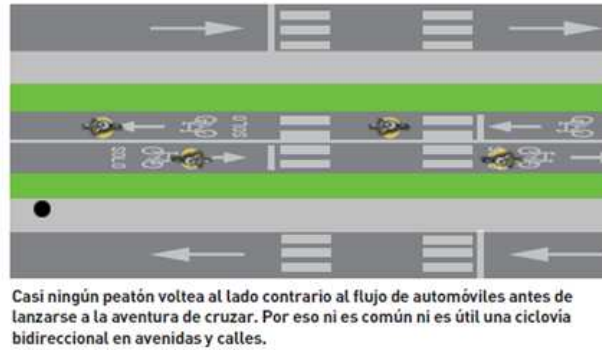 SOLO
SOLO
Casi ningún peatón voltea al lado contrario al flujo de automóviles antes de
lanzarse a la aventura de cruzar. Por eso ni es común ni es útil una ciclovía
bidireccional en avenidas y calles.